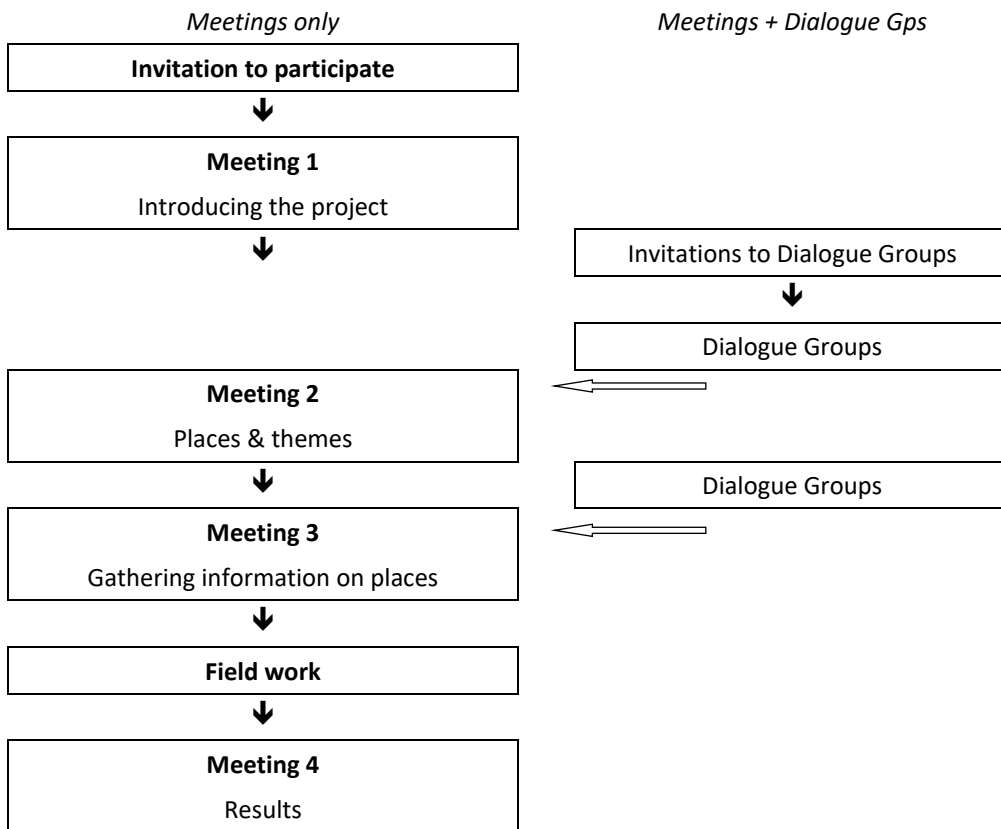 Meetings only
Meetings + Dialogue Gps
Invitation to participate
Meeting 1
Introducing the project
Invitations to Dialogue Groups
Dialogue Groups
Meeting 2
Places & themes
Dialogue Groups
Meeting 3
Gathering information on places
Field work
Meeting 4
Results